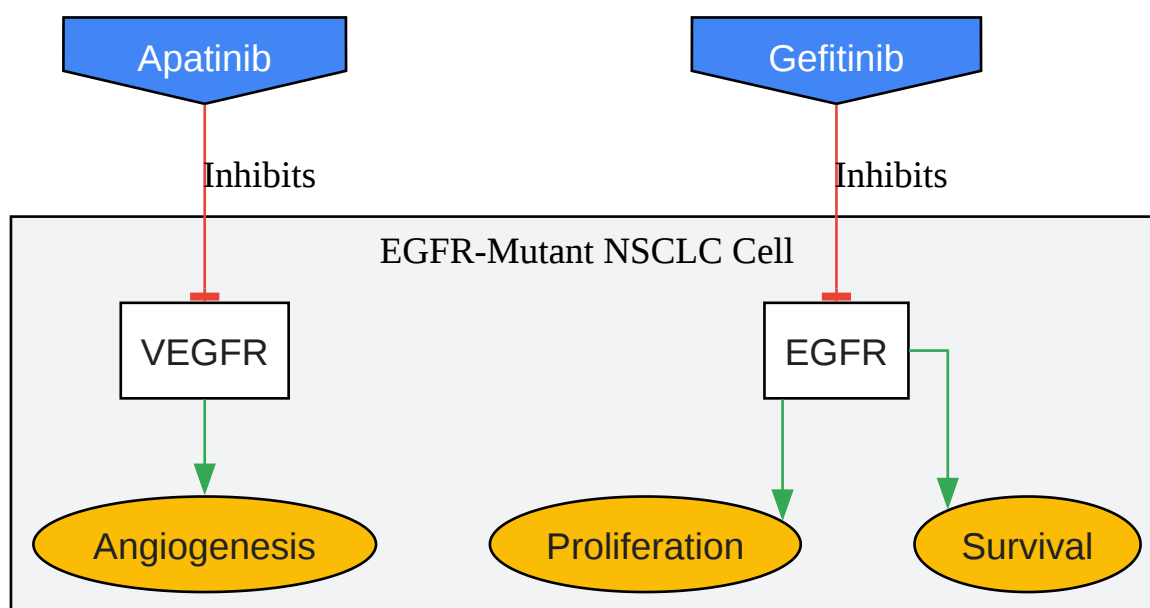 Apatinib
Gefitinib
Inhibits
Inhibits
EGFR-Mutant NSCLC Cell
VEGFR
EGFR
Angiogenesis
Proliferation
Survival